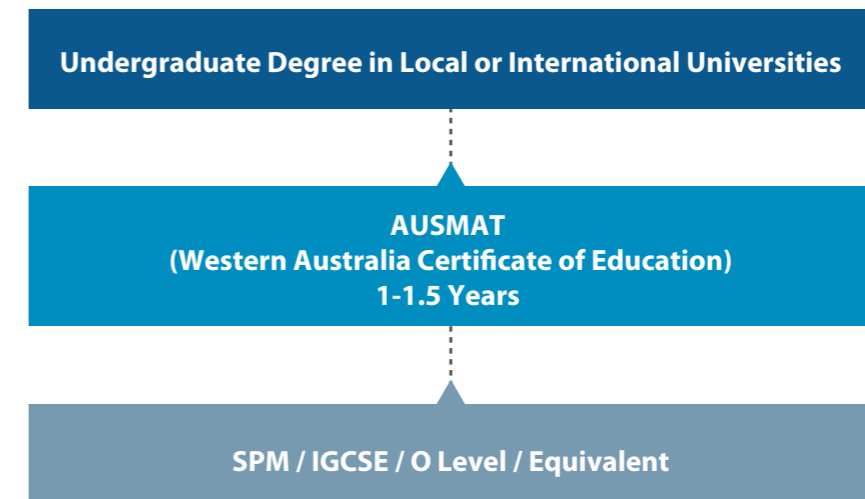 Undergraduate Degree in Local or International Universities
AUSMAT
(Western Australia Certificate of Education)
1-1.5 Years
SPM / IGCSE / O Level / Equivalent